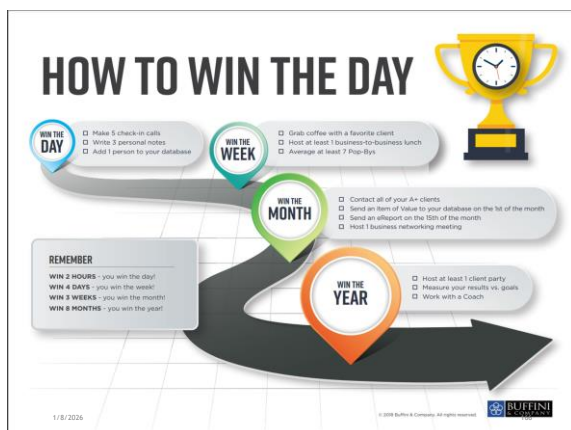 HOW TO WIN THE DAY
WIN THE
DAY
☐ Make 5 check-in calls
☐ Write 3 personal notes
☐ Add 1 person to your database
WIN THE
WEEK
☐ Grab coffee with a favorite client
☐ Host at least 1 business-to-business lunch
☐ Average at least 7 Pop-Bys
WIN THE
MONTH
☐ Contact all of your A+ clients
☐ Send an Item of Value to your database on the 1st of the month
☐ Send an eReport on the 15th of the month
☐ Host 1 business networking meeting
REMEMBER
WIN 2 HOURS - you win the day!
WIN 4 DAYS - you win the week!
WIN 3 WEEKS - you win the month!
WIN 8 MONTHS - you win the year!
WIN THE
YEAR
☐ Host at least 1 client party
☐ Measure your results vs. goals
☐ Work with a Coach
1/8/2026
© 2019 Buffini & Company. All rights reserved.
BUFFINI
& COMPANY